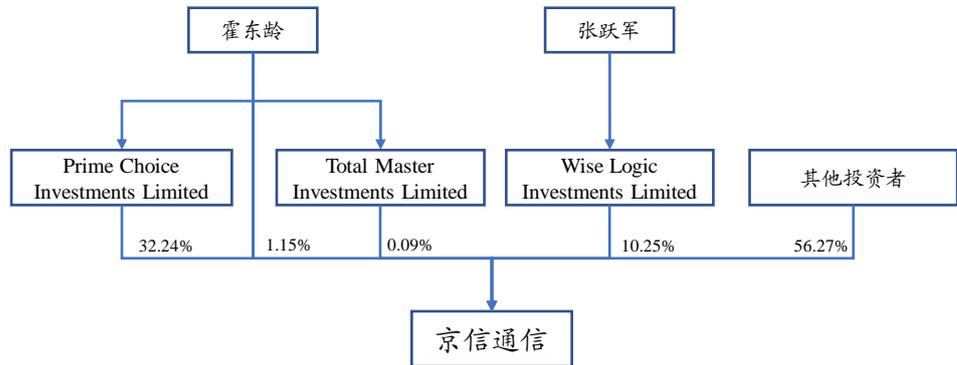 霍东龄
张跃军
Prime Choice
Investments Limited
Total Master
Investments Limited
Wise Logic
Investments Limited
其他投资者
32.24%
1.15%
0.09%
10.25%
56.27%
京信通信